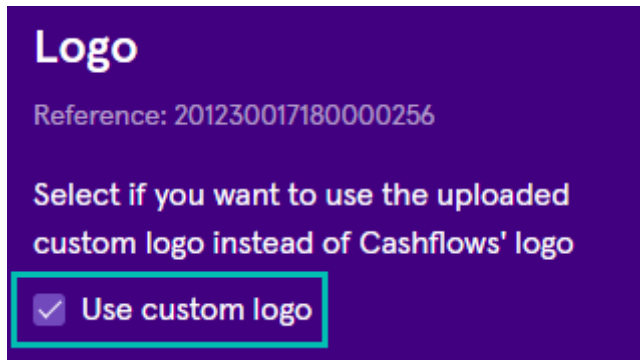 Logo
Reference: 201230017180000256
Select if you want to use the uploaded
custom logo instead of Cashflows' logo
Use custom logo